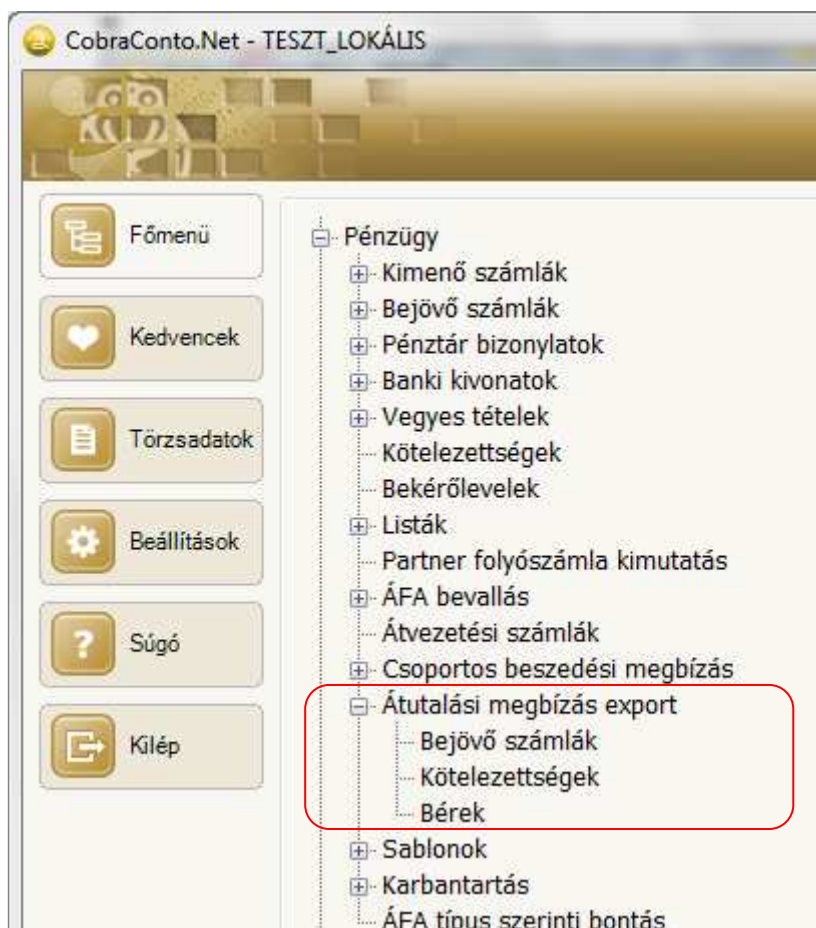 CobraConto.Net - TESZT_LOKÁLIS
Főmenü
Kedvencek
Törzsadatok
Beállítások
Súgó
Kilép
Pénzügy
Kimenő számlák
Bejövő számlák
Pénztár bizonylatok
Banki kivonatok
Vegyes tételek
Kötelezettségek
Bekérőlevelek
Listák
Partner folyószámla kimutatás
ÁFA bevallás
Átvezetési számlák
Csoportos beszedési megbízás
Átutalási megbízás export
Bejövő számlák
Kötelezettségek
Bérek
Sablonok
Karbantartás
ÁFA típus szerinti bontás